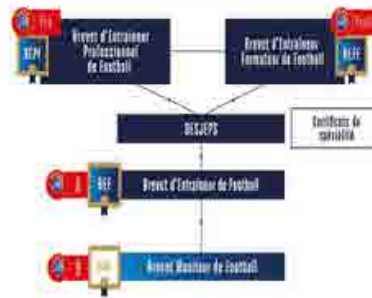 Brevet d'Entraîneur
Professionnel
de Football
BEPF
Brevet d'Entraîneur
Formateur de Football
BEFF
DESJEPS
Certificats de
spécialité
BEF
Brevet d'Entraîneur de Football
Brevet Moniteur de Football